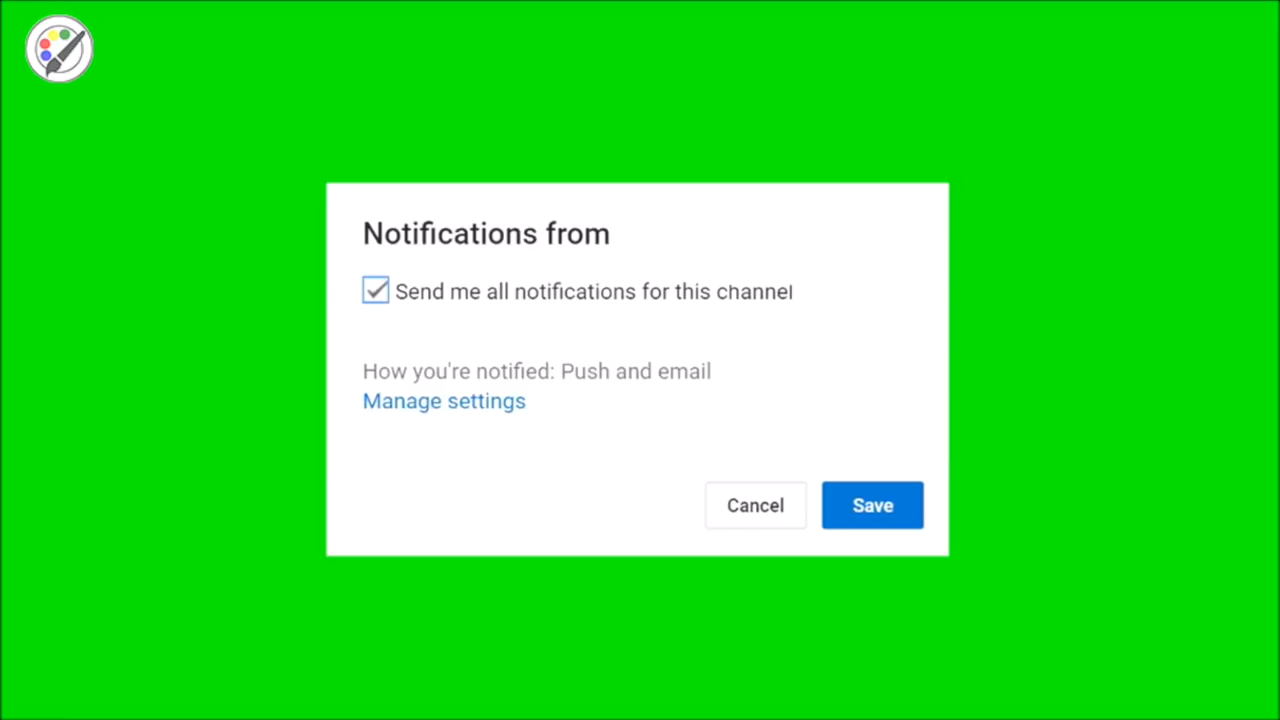 Notifications from
Send me all notifications for this channel
How you're notified: Push and email
Manage settings
Cancel
Save